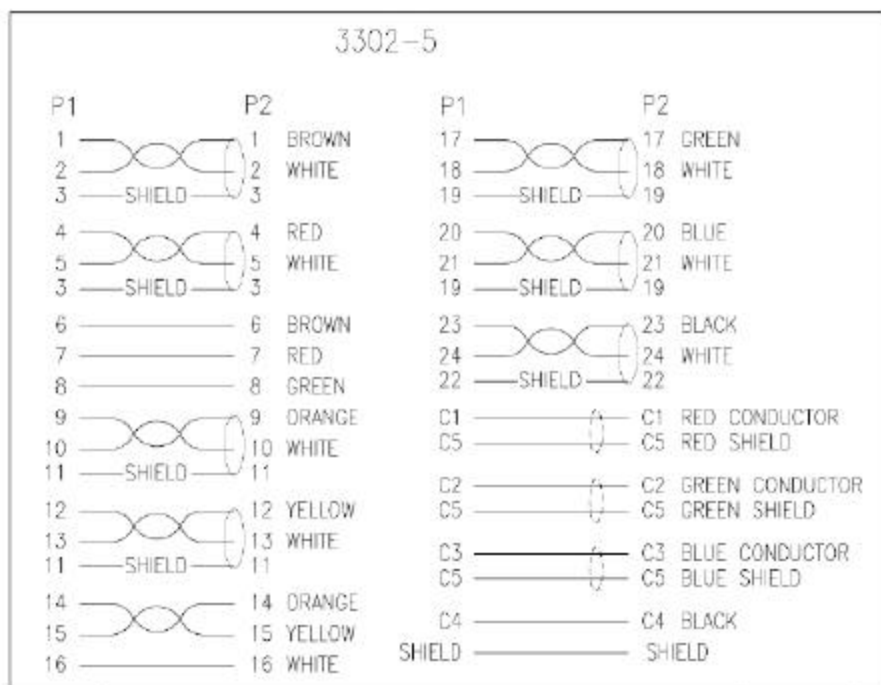 3302-5
P1 P2
1 1 BROWN
2 2 WHITE
3 SHIELD 3
4 4 RED
5 5 WHITE
3 SHIELD 3
6 6 BROWN
7 7 RED
8 8 GREEN
9 9 ORANGE
10 10 WHITE
11 SHIELD 11
12 12 YELLOW
13 13 WHITE
11 SHIELD 11
14 14 ORANGE
15 15 YELLOW
16 16 WHITE
P1 P2
17 17 GREEN
18 18 WHITE
19 SHIELD 19
20 20 BLUE
21 21 WHITE
19 SHIELD 19
23 23 BLACK
24 24 WHITE
22 SHIELD 22
C1 C1 RED CONDUCTOR
C5 C5 RED SHIELD
C2 C2 GREEN CONDUCTOR
C5 C5 GREEN SHIELD
C3 C3 BLUE CONDUCTOR
C5 C5 BLUE SHIELD
C4 C4 BLACK
SHIELD SHIELD